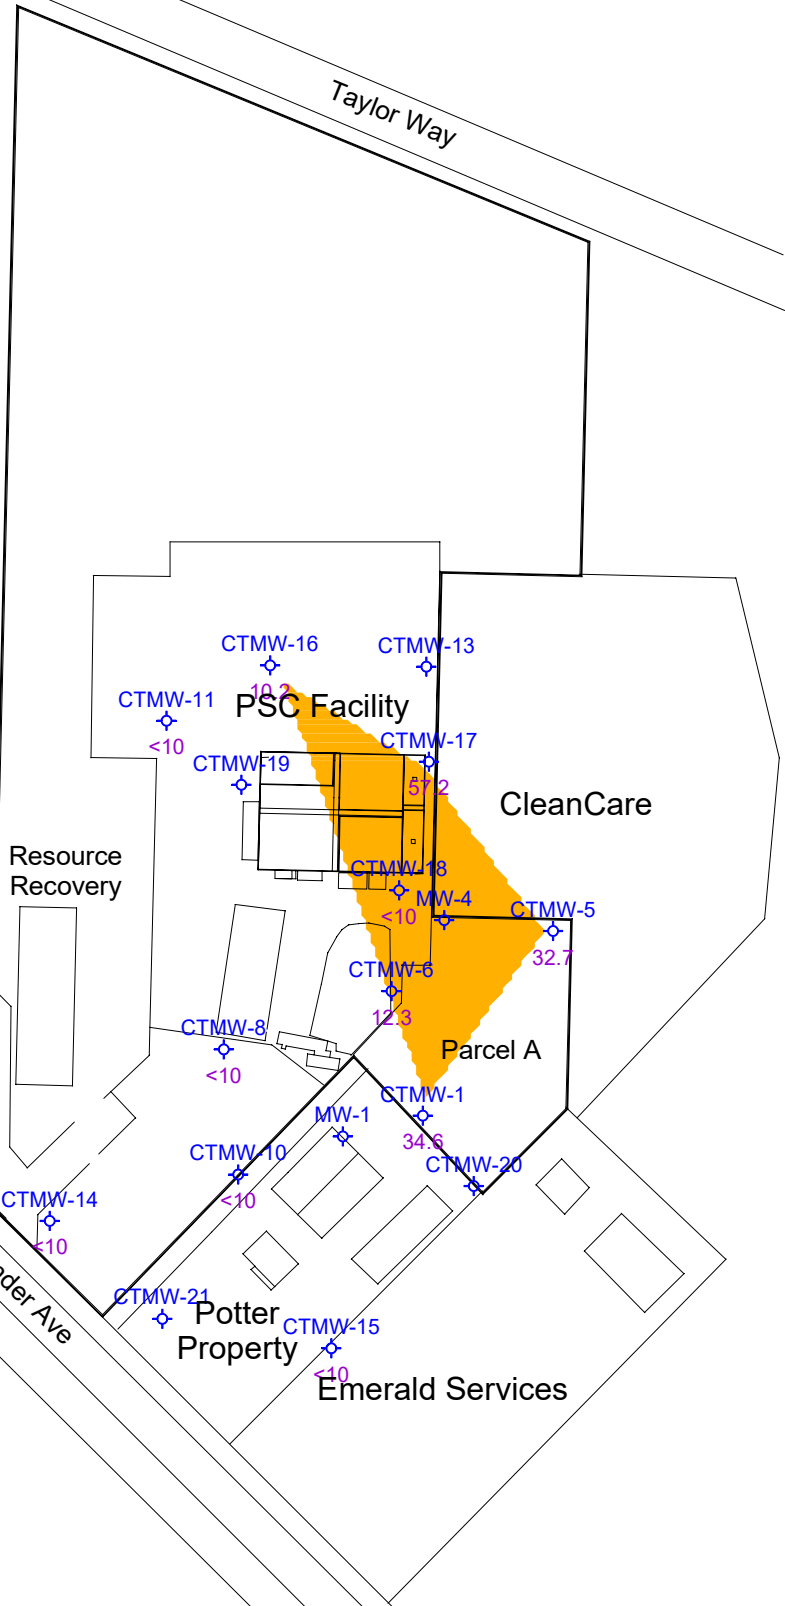 Taylor Way
CTMW-16
CTMW-13
10.2
CTMW-11
PSC Facility
<10
CTMW-17
CTMW-19
57.2
CleanCare
Resource
Recovery
CTMW-18
MW-4
<10
CTMW-5
32.7
CTMW-6
12.3
CTMW-8
Parcel A
<10
CTMW-1
MW-1
34.6
CTMW-10
CTMW-20
<10
CTMW-14
<10
nder Ave
CTMW-21
Potter
Property
CTMW-15
<10
Emerald Services